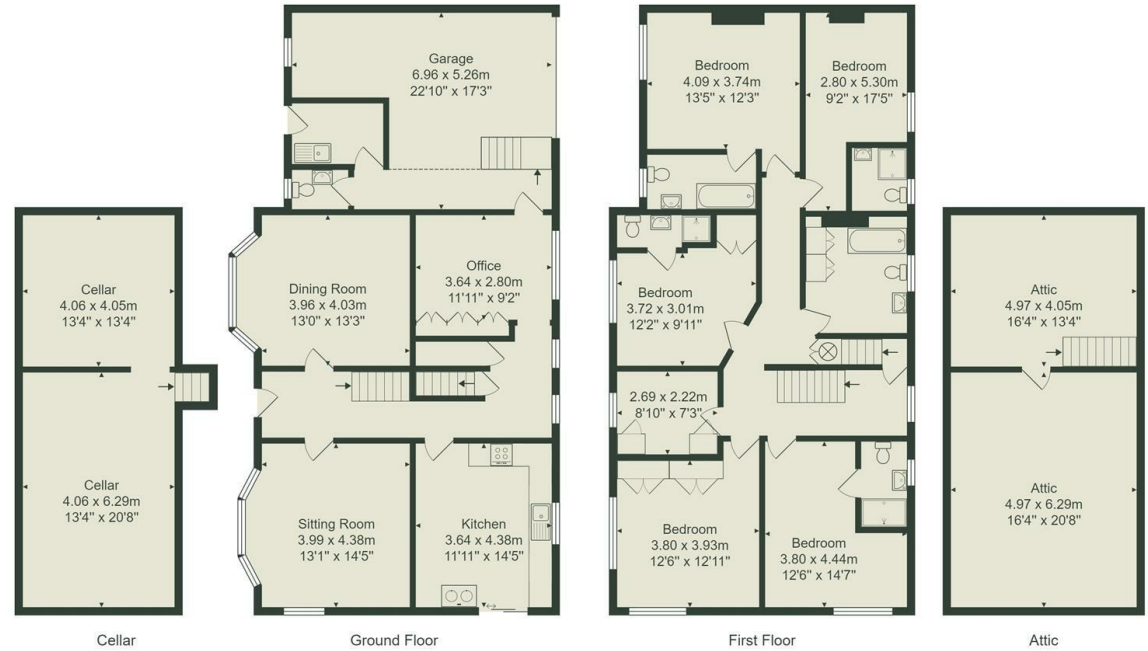 Cellar
4.06 x 4.05m
13'4" x 13'4"
Cellar
4.06 x 6.29m
13'4" x 20'8"
Cellar
Garage
6.96 x 5.26m
22'10" x 17'3"
Dining Room
3.96 x 4.03m
13'0" x 13'3"
Office
3.64 x 2.80m
11'11" x 9'2"
Sitting Room
3.99 x 4.38m
13'1" x 14'5"
Kitchen
3.64 x 4.38m
11'11" x 14'5"
Ground Floor
Bedroom
4.09 x 3.74m
13'5" x 12'3"
Bedroom
2.80 x 5.30m
9'2" x 17'5"
Bedroom
3.72 x 3.01m
12'2" x 9'11"
2.69 x 2.22m
8'10" x 7'3"
Bedroom
3.80 x 3.93m
12'6" x 12'11"
Bedroom
3.80 x 4.44m
12'6" x 14'7"
First Floor
Attic
4.97 x 4.05m
16'4" x 13'4"
Attic
4.97 x 6.29m
16'4" x 20'8"
Attic